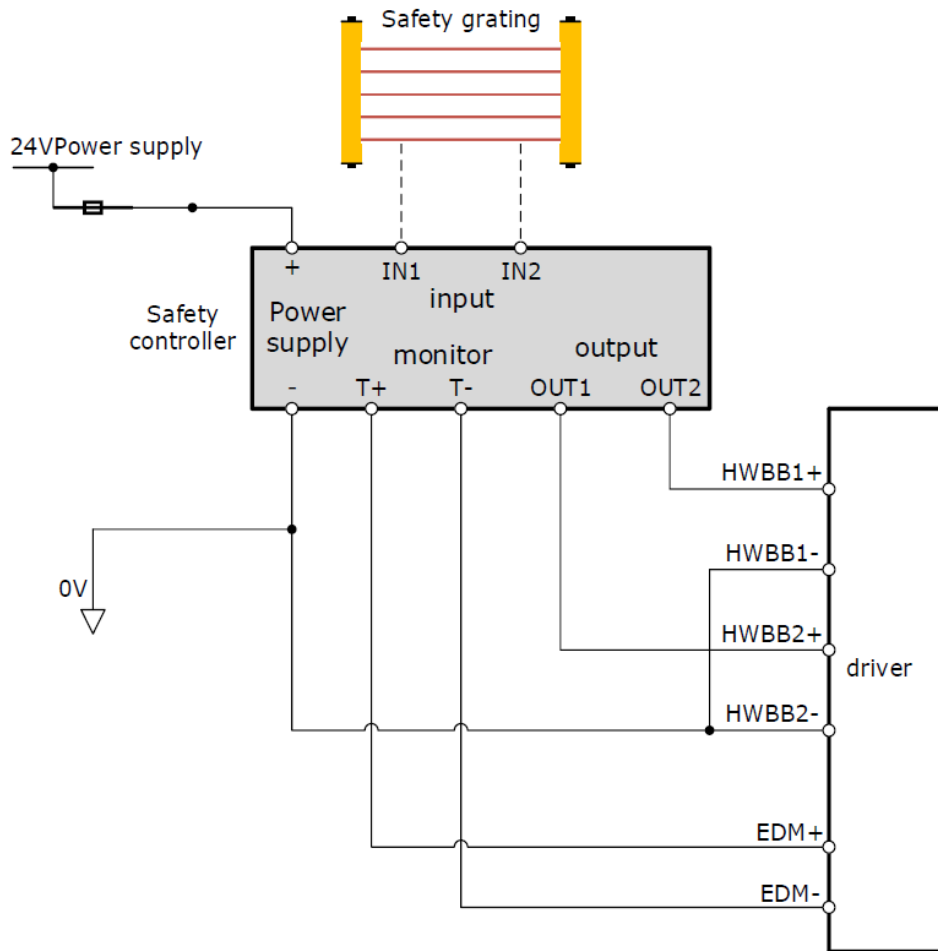 Safety grating
24VPower supply
+
IN1
IN2
input
Safety
controller
Power
supply
monitor
output
-
T+
T-
OUT1
OUT2
HWBB1+
HWBB1-
0V
HWBB2+
driver
HWBB2-
EDM+
EDM-